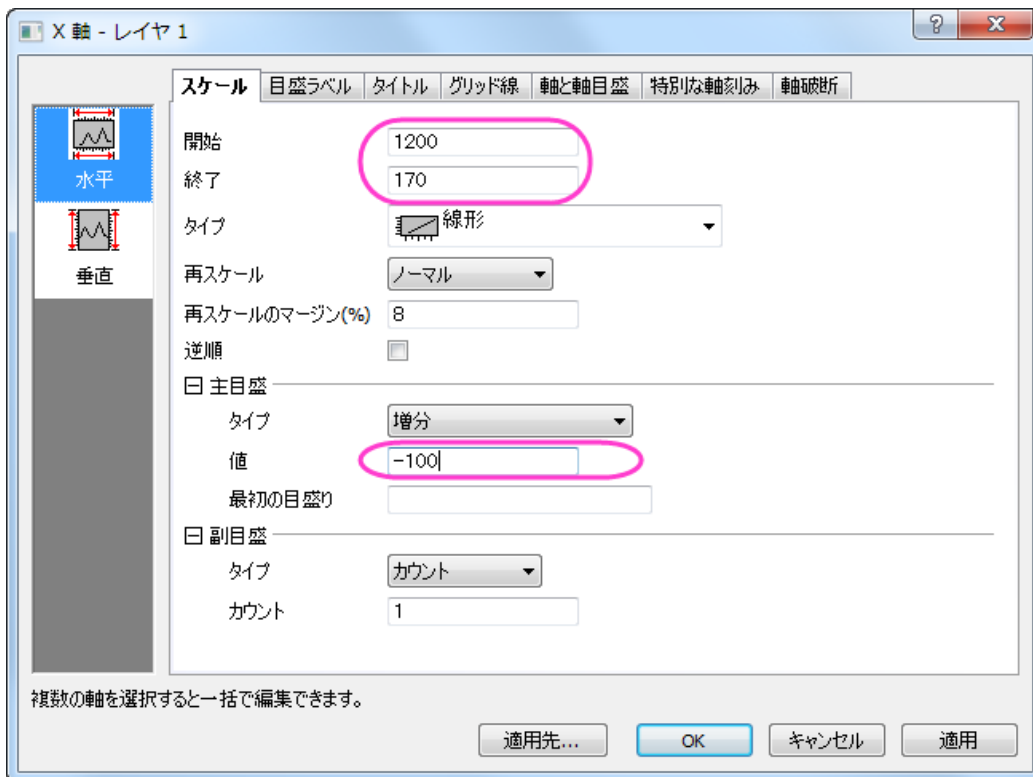 X 軸 - レイヤ 1
?
X
スケール 目盛ラベル タイトル グリッド線 軸と軸目盛 特別な軸刻み 軸破断
水平
垂直
開始 1200
終了 170
タイプ 線形
再スケール ノーマル
再スケールのマージン(%) 8
逆順
主目盛
タイプ 増分
値 -100
最初の目盛り
副目盛
タイプ カウント
カウント 1
複数の軸を選択すると一括で編集できます。
適用先... OK キャンセル 適用